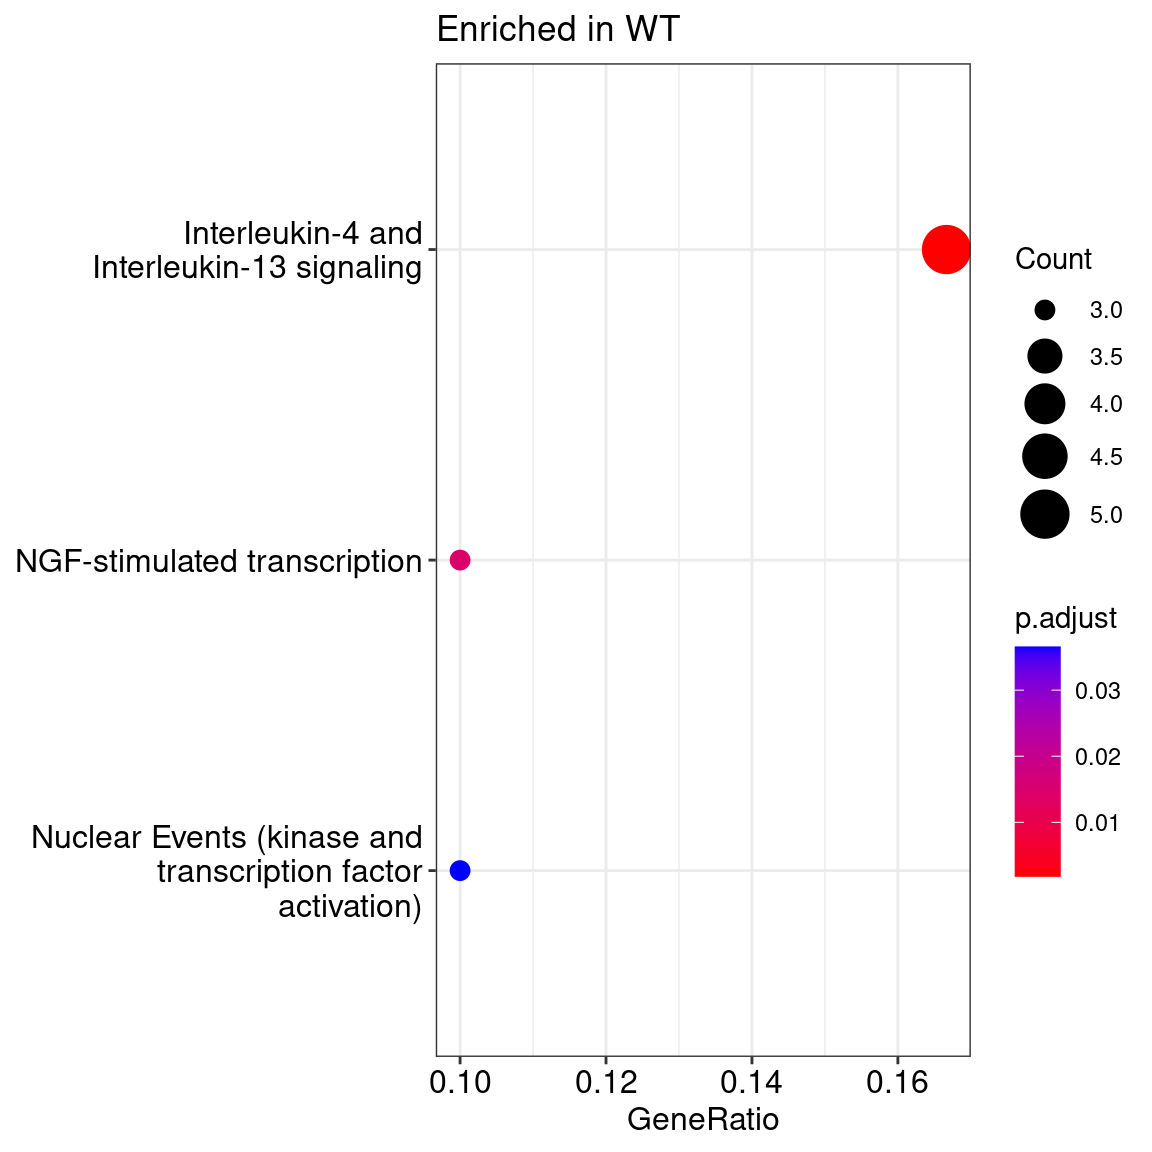 Enriched in WT
Interleukin-4 and
Interleukin-13 signaling
NGF-stimulated transcription
Nuclear Events (kinase and
transcription factor
activation)
0.10 0.12 0.14 0.16
GeneRatio
Count
3.0
3.5
4.0
4.5
5.0
p.adjust
0.03
0.02
0.01